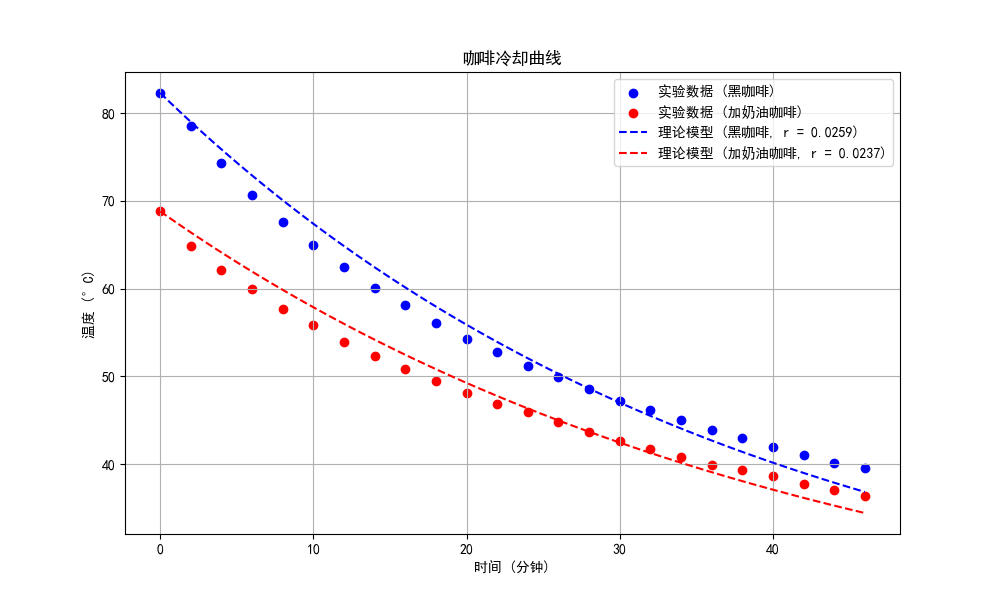 咖啡冷却曲线
实验数据 (黑咖啡)
实验数据 (加奶油咖啡)
理论模型 (黑咖啡, r = 0.0259)
理论模型 (加奶油咖啡, r = 0.0237)
温度 (°C)
80
70
60
50
40
0 10 20 30 40
时间 (分钟)